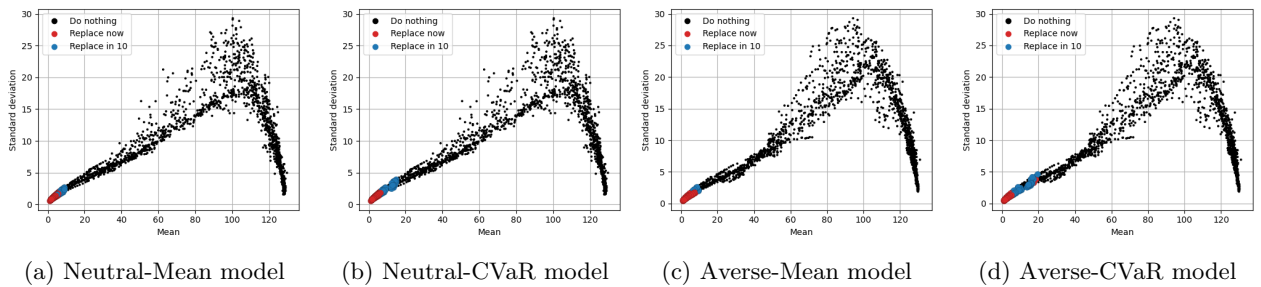 Do nothing
Replace now
Replace in 10
Standard deviation
30
25
20
15
10
5
0
0 20 40 60 80 100 120
Mean
(a) Neutral-Mean model
Do nothing
Replace now
Replace in 10
Standard deviation
30
25
20
15
10
5
0
0 20 40 60 80 100 120
Mean
(b) Neutral-CVaR model
Do nothing
Replace now
Replace in 10
Standard deviation
30
25
20
15
10
5
0
0 20 40 60 80 100 120
Mean
(c) Averse-Mean model
Do nothing
Replace now
Replace in 10
Standard deviation
30
25
20
15
10
5
0
0 20 40 60 80 100 120
Mean
(d) Averse-CVaR model